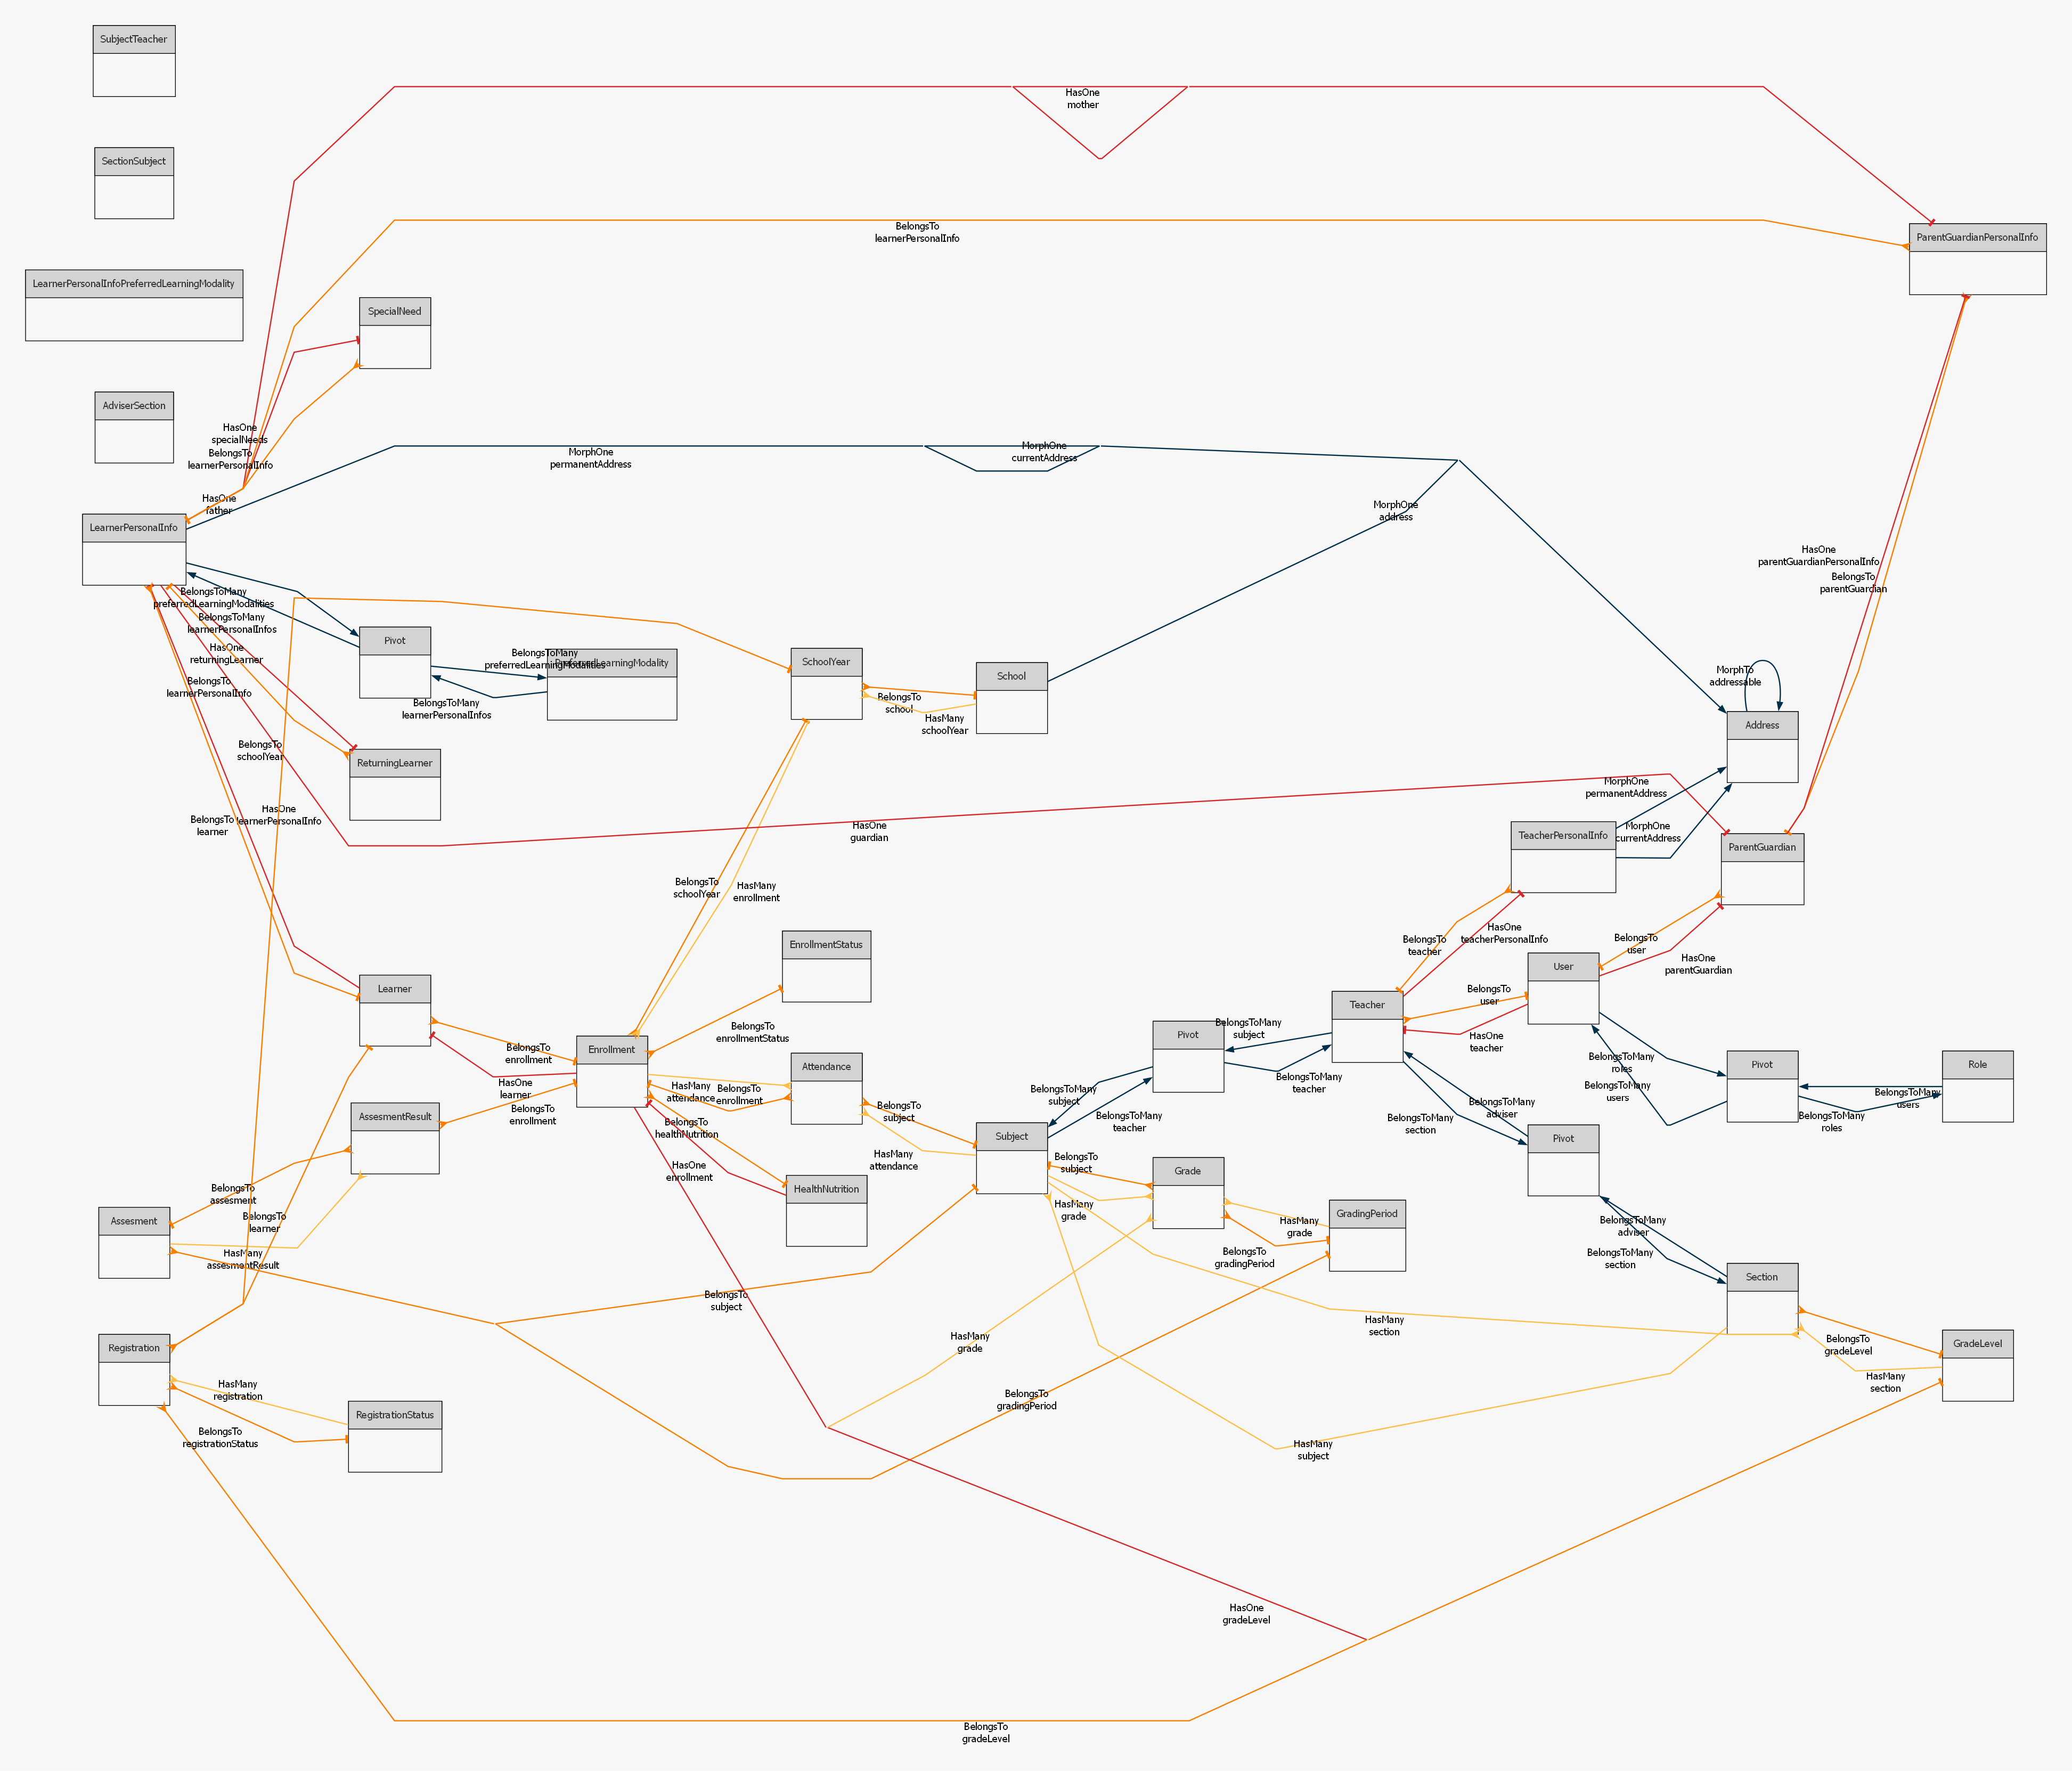 SubjectTeacher
HasOne
mother
SectionSubject
BelongsTo
learnerPersonalInfo
ParentGuardianPersonalInfo
LearnerPersonalInfoPreferredLearningModality
SpecialNeed
AdviserSection
HasOne
specialNeeds
BelongsTo
learnerPersonalInfo
MorphOne
permanentAddress
MorphOne
currentAddress
HasOne
father
MorphOne
address
LearnerPersonalInfo
HasOne
parentGuardianPersonalInfo
BelongsTo
parentGuardian
BelongsToMany
preferredLearningModalities
BelongsToMany
learnerPersonalInfos
HasOne
returningLearner
BelongsTo
learnerPersonalInfo
Pivot
BelongsToMany
preferredLearningModalities
PreferredLearningModality
BelongsToMany
learnerPersonalInfos
SchoolYear
School
BelongsTo
school
HasMany
schoolYear
MorphTo
addressable
Address
BelongsTo
schoolYear
ReturningLearner
MorphOne
permanentAddress
HasOne
learnerPersonalInfo
BelongsTo
learner
HasOne
guardian
TeacherPersonalInfo
MorphOne
currentAddress
ParentGuardian
BelongsTo
schoolYear
HasMany
enrollment
EnrollmentStatus
BelongsTo
teacher
HasOne
teacherPersonalInfo
BelongsTo
user
HasOne
parentGuardian
User
Learner
BelongsTo
user
Teacher
HasOne
teacher
BelongsTo
enrollment
Enrollment
BelongsTo
enrollmentStatus
Pivot
BelongsToMany
subject
BelongsToMany
teacher
BelongsToMany
roles
BelongsToMany
users
Pivot
Role
BelongsToMany
users
BelongsToMany
roles
HasOne
learner
BelongsTo
enrollment
HasMany
attendance
BelongsTo
enrollment
Attendance
BelongsTo
subject
BelongsToMany
subject
BelongsToMany
teacher
BelongsToMany
section
BelongsToMany
adviser
AssesmentResult
BelongsTo
healthNutrition
HasOne
enrollment
HasMany
attendance
Subject
Pivot
BelongsTo
subject
Grade
BelongsTo
assesment
HealthNutrition
HasMany
grade
GradingPeriod
HasMany
grade
BelongsTo
gradingPeriod
Assesment
BelongsTo
learner
HasMany
assesmentResult
BelongsToMany
adviser
BelongsToMany
section
Section
BelongsTo
subject
HasMany
section
HasMany
grade
BelongsTo
gradeLevel
GradeLevel
HasMany
section
Registration
HasMany
registration
RegistrationStatus
BelongsTo
registrationStatus
BelongsTo
gradingPeriod
HasMany
subject
HasOne
gradeLevel
BelongsTo
gradeLevel